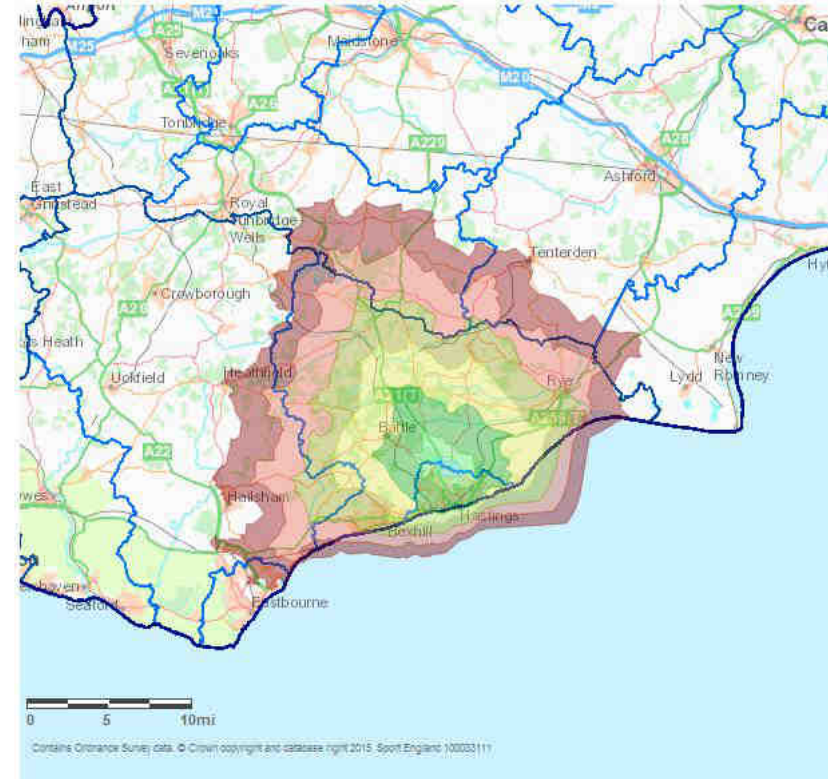 M25
A25
Sevenoaks
Maidstone
M20
A26
Tonbridge
A229
A28
Ashford
East
Grinstead
Royal
Tunbridge
Wells
Tenterden
Crowborough
A26
Heathfield
Uckfield
Rye
Lydd
New
Romney
Battle
A22
Hailsham
Hastings
Bexhill
Seaford
Eastbourne
0 5 10mi
Contains Ordnance Survey data. © Crown copyright and database right 2015. Sport England 100033111